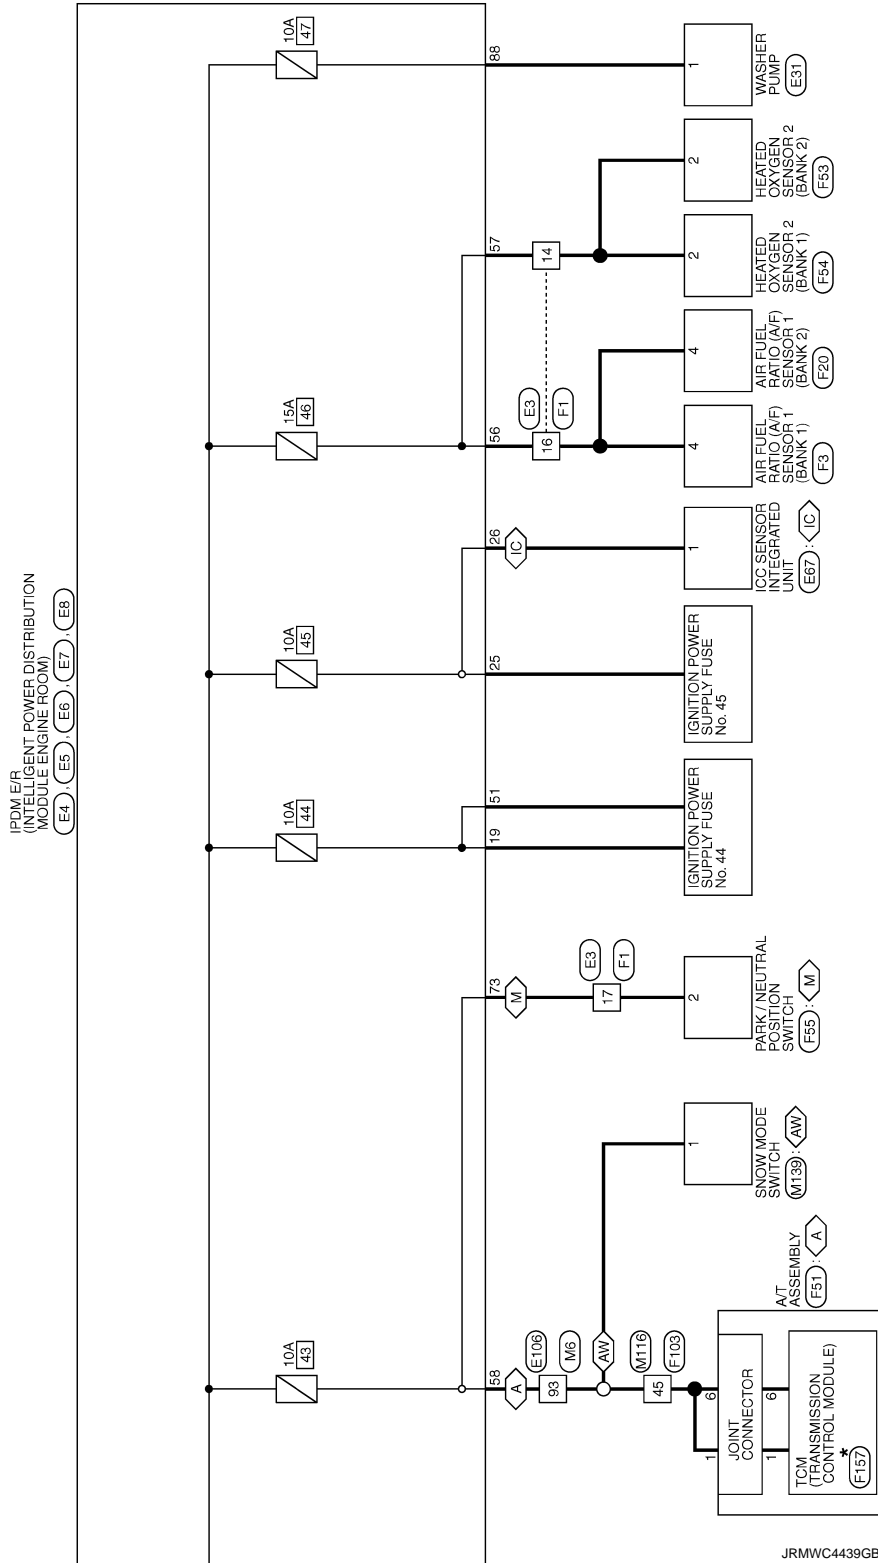 IPDM E/R
(INTELLIGENT POWER DISTRIBUTION
MODULE ENGINE ROOM)
E4 , E5 , E6 , E7 , E8
10A
43
10A
44
10A
45
15A
46
10A
47
58
73
19
51
25
26
56
57
88
A
M
IC
E106
93
M6
AW
M116
45
F103
E3
17
F1
E3
16
F1
14
1
6
JOINT
CONNECTOR
1
6
TCM
(TRANSMISSION
CONTROL MODULE)
*
F157
A/T
ASSEMBLY
F51 : A
1
SNOW MODE
SWITCH
M139 : AW
2
PARK / NEUTRAL
POSITION
SWITCH
F55 : M
IGNITION POWER
SUPPLY FUSE
No. 44
IGNITION POWER
SUPPLY FUSE
No. 45
1
ICC SENSOR
INTEGRATED
UNIT
E67 : IC
4
AIR FUEL
RATIO (A/F)
SENSOR 1
(BANK 1)
F3
4
AIR FUEL
RATIO (A/F)
SENSOR 1
(BANK 2)
F20
2
HEATED
OXYGEN
SENSOR 2
(BANK 1)
F54
2
HEATED
OXYGEN
SENSOR 2
(BANK 2)
F53
1
WASHER
PUMP
E31
JRMWC4439GB